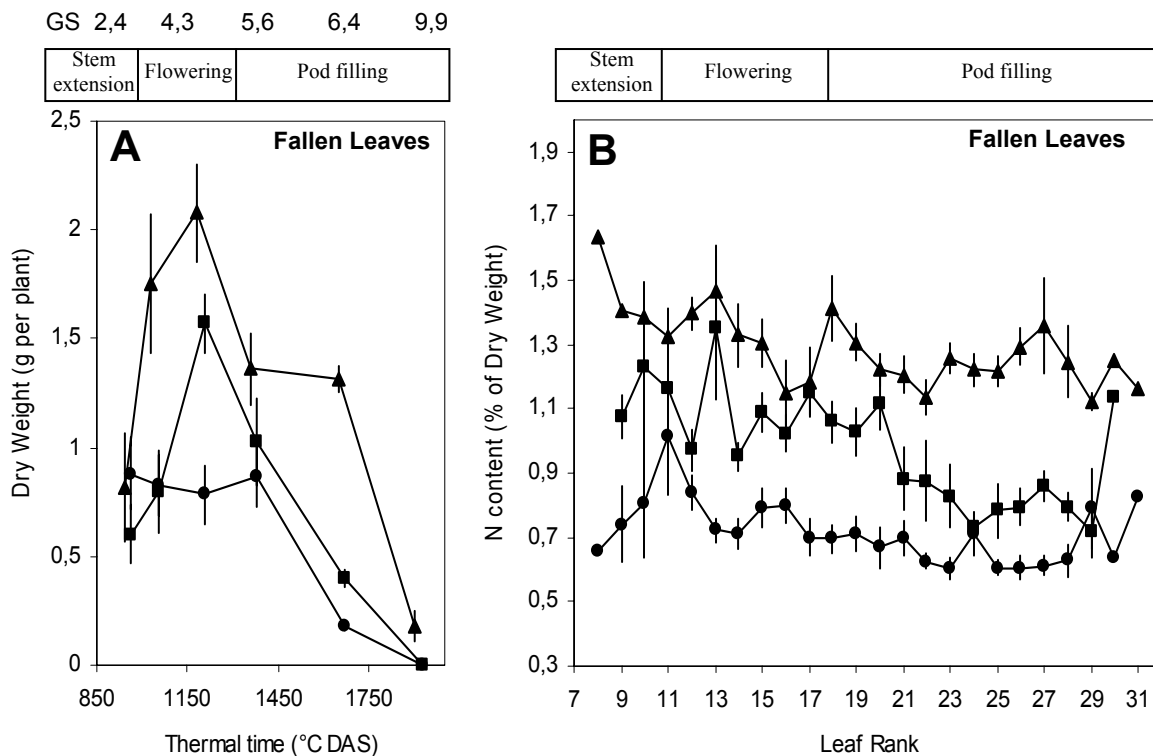 GS 2,4 4,3 5,6 6,4 9,9
Stem
extension
Flowering
Pod filling
A
Fallen Leaves
Dry Weight (g per plant)
2,5
2
1,5
1
0,5
0
850 1150 1450 1750
Thermal time (°C DAS)
Stem
extension
Flowering
Pod filling
B
Fallen Leaves
N content (% of Dry Weight)
1,9
1,7
1,5
1,3
1,1
0,9
0,7
0,5
0,3
7 9 11 13 15 17 19 21 23 25 27 29 31
Leaf Rank